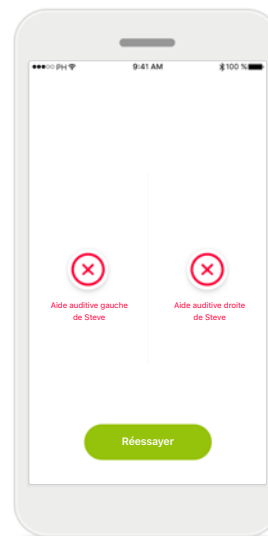 PH 9:41 AM 100 %
Aide auditive gauche
de Steve
Aide auditive droite
de Steve
Réessayer